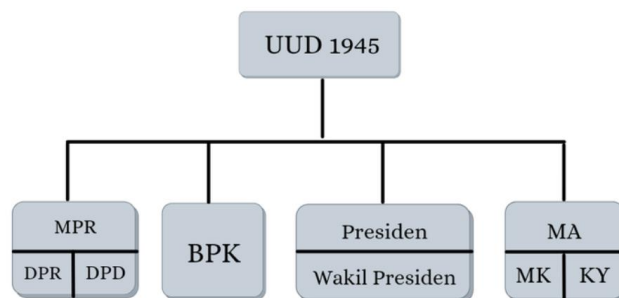 UUD 1945
MPR
DPR DPD
BPK
Presiden
Wakil Presiden
MA
MK KY